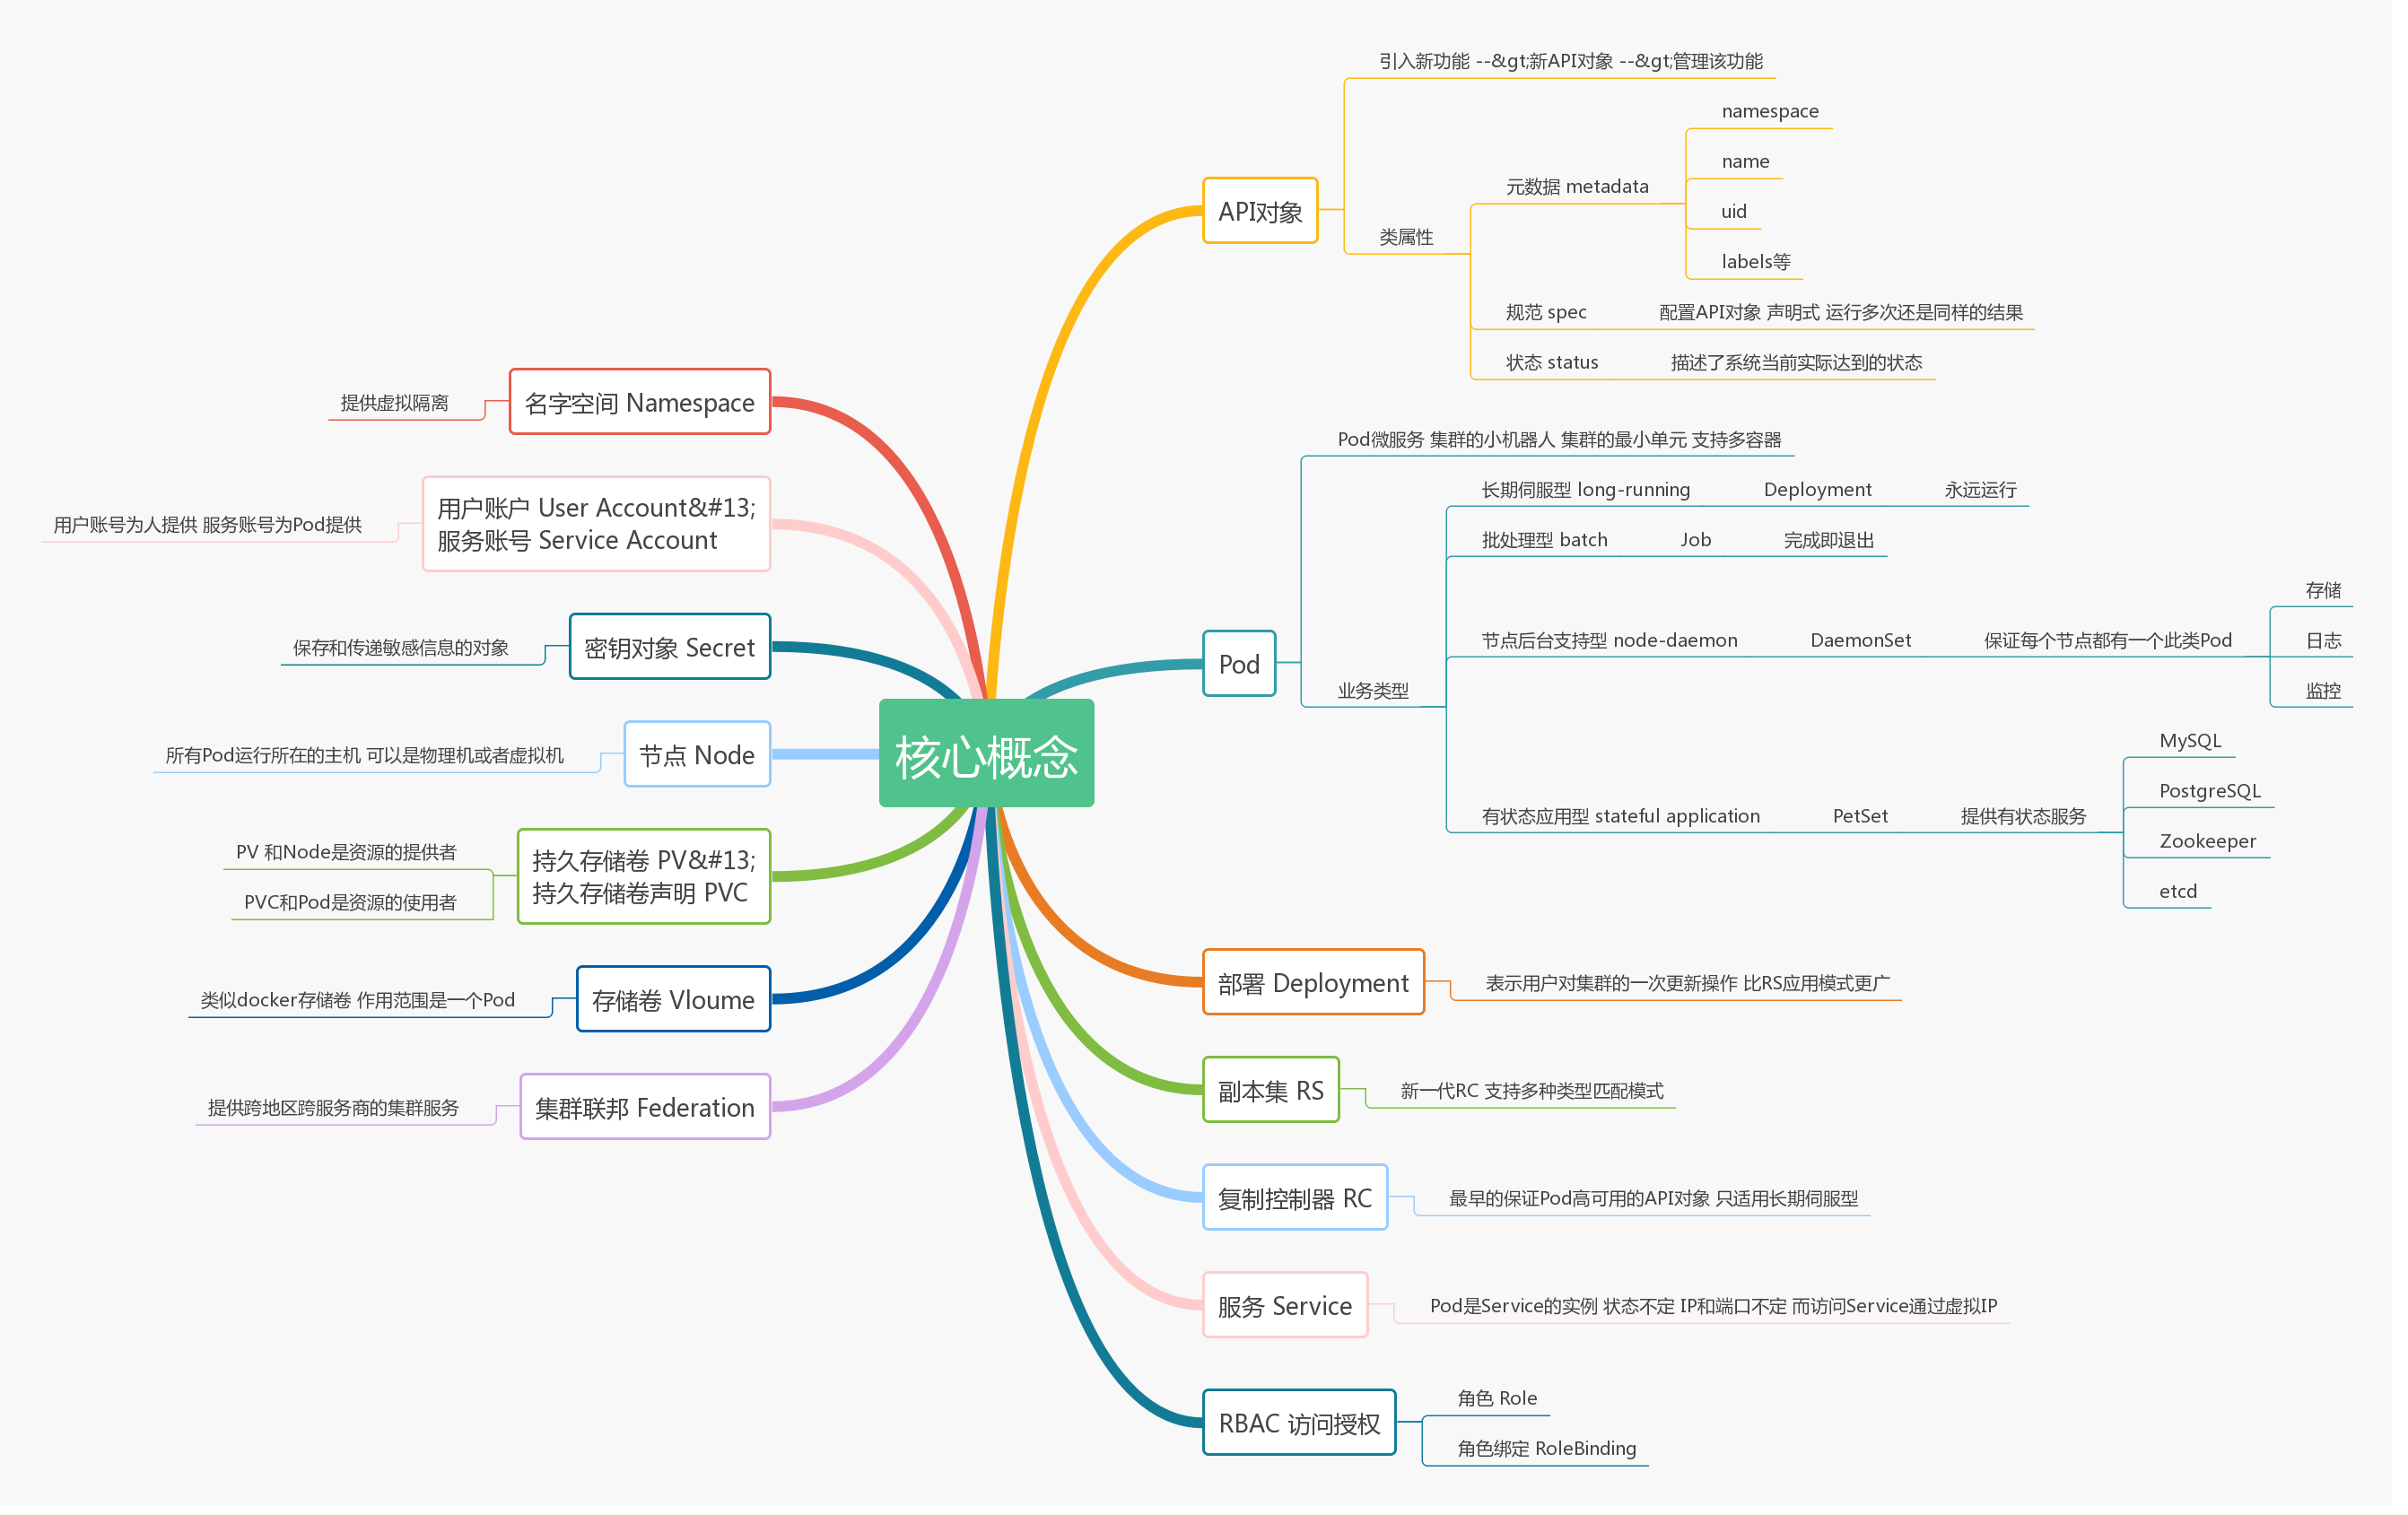 核心概念
API对象
引入新功能 --&gt;新API对象 --&gt;管理该功能
类属性
元数据 metadata
namespace
name
uid
labels等
规范 spec
配置API对象 声明式 运行多次还是同样的结果
状态 status
描述了系统当前实际达到的状态
Pod
Pod微服务 集群的小机器人 集群的最小单元 支持多容器
业务类型
长期伺服型 long-running
Deployment
永远运行
批处理型 batch
Job
完成即退出
节点后台支持型 node-daemon
DaemonSet
保证每个节点都有一个此类Pod
存储
日志
监控
有状态应用型 stateful application
PetSet
提供有状态服务
MySQL
PostgreSQL
Zookeeper
etcd
部署 Deployment
表示用户对集群的一次更新操作 比RS应用模式更广
副本集 RS
新一代RC 支持多种类型匹配模式
复制控制器 RC
最早的保证Pod高可用的API对象 只适用长期伺服型
服务 Service
Pod是Service的实例 状态不定 IP和端口不定 而访问Service通过虚拟IP
RBAC 访问授权
角色 Role
角色绑定 RoleBinding
名字空间 Namespace
提供虚拟隔离
用户账户 User Account&#13;
服务账号 Service Account
用户账号为人提供 服务账号为Pod提供
密钥对象 Secret
保存和传递敏感信息的对象
节点 Node
所有Pod运行所在的主机 可以是物理机或者虚拟机
持久存储卷 PV&#13;
持久存储卷声明 PVC
PV 和Node是资源的提供者
PVC和Pod是资源的使用者
存储卷 Vloume
类似docker存储卷 作用范围是一个Pod
集群联邦 Federation
提供跨地区跨服务商的集群服务